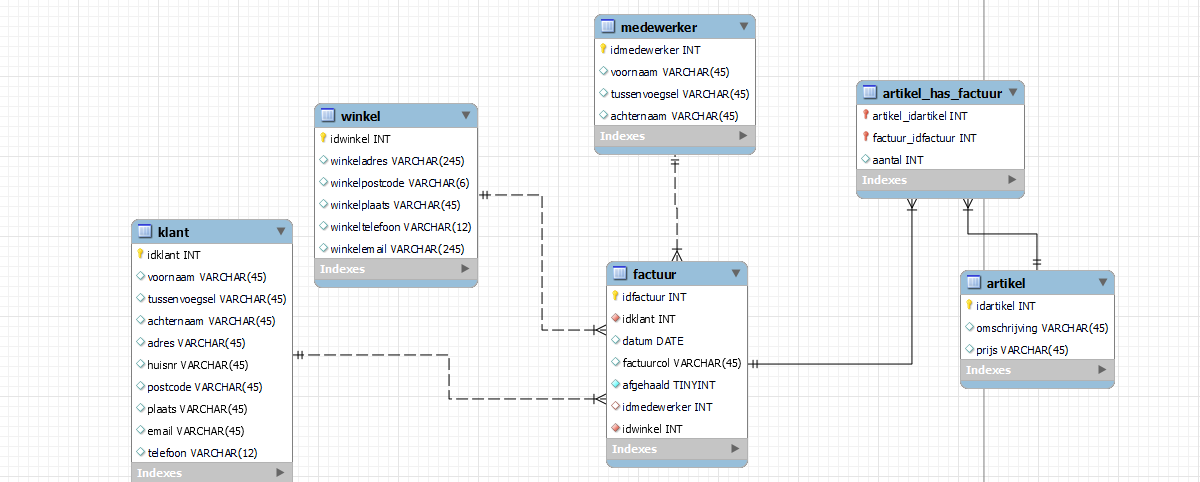 medewerker
idmedewerker INT
voornaam VARCHAR(45)
tussenvoegsel VARCHAR(45)
achternaam VARCHAR(45)
Indexes
artikel_has_factuur
artikel_idartikel INT
factuur_idfactuur INT
aantal INT
Indexes
winkel
idwinkel INT
winkeladres VARCHAR(245)
winkelpostcode VARCHAR(6)
winkelplaats VARCHAR(45)
winkeltelefoon VARCHAR(12)
winkelemail VARCHAR(245)
Indexes
klant
idklant INT
voornaam VARCHAR(45)
tussenvoegsel VARCHAR(45)
achternaam VARCHAR(45)
adres VARCHAR(45)
huisnr VARCHAR(45)
postcode VARCHAR(45)
plaats VARCHAR(45)
email VARCHAR(45)
telefoon VARCHAR(12)
Indexes
factuur
idfactuur INT
idklant INT
datum DATE
factuurcol VARCHAR(45)
afgehaald TINYINT
idmedewerker INT
idwinkel INT
Indexes
artikel
idartikel INT
omschrijving VARCHAR(45)
prijs VARCHAR(45)
Indexes